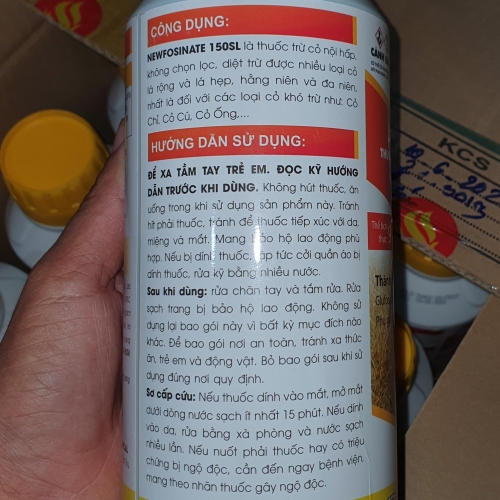 CÔNG DỤNG:
NEWFOSINATE 150SL là thuốc trừ cỏ nội hấp,
không chọn lọc, diệt trừ được nhiều loại cỏ
lá rộng và lá hẹp, hằng niên và đa niên,
nhất là đối với các loại cỏ khó trừ như: Cỏ
Chỉ, Cỏ Cú, Cỏ Ống,...
HƯỚNG DẪN SỬ DỤNG:
ĐỂ XA TẦM TAY TRẺ EM. ĐỌC KỸ HƯỚNG
DẪN TRƯỚC KHI DÙNG. Không hút thuốc, ăn
uống trong khi sử dụng sản phẩm này. Tránh
hít phải thuốc, tránh để thuốc tiếp xúc với da,
miệng và mắt. Mang bảo hộ lao động phù
hợp. Nếu bị dính thuốc, lập tức cởi quần áo bị
dính thuốc, rửa kỹ bằng nhiều nước.
Sau khi dùng: rửa chân tay và tắm rửa. Rửa
sạch trang bị bảo hộ lao động. Không sử
dụng lại bao gói này vì bất kỳ mục đích nào
khác. Để bao gói nơi an toàn, tránh xa thức
ăn, trẻ em và động vật. Bỏ bao gói sau khi sử
dụng đúng nơi quy định.
Sơ cấp cứu: Nếu thuốc dính vào mắt, mở mắt
dưới dòng nước sạch ít nhất 15 phút. Nếu dính
vào da, rửa bằng xà phòng và nước sạch
nhiều lần. Nếu nuốt phải thuốc hay có triệu
chứng bị ngộ độc, cần đến ngay bệnh viện,
mang theo nhãn thuốc gây ngộ độc.
KCS